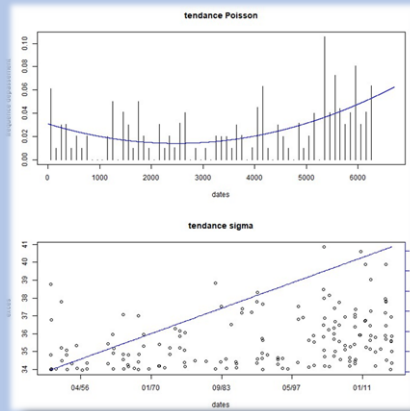 tendance Poisson
0.00 0.02 0.04 0.06 0.08 0.10
0 1000 2000 3000 4000 5000 6000
dates
tendance sigma
34 35 36 37 38 39 40 41
04/56 01/70 09/83 05/97 01/11
dates